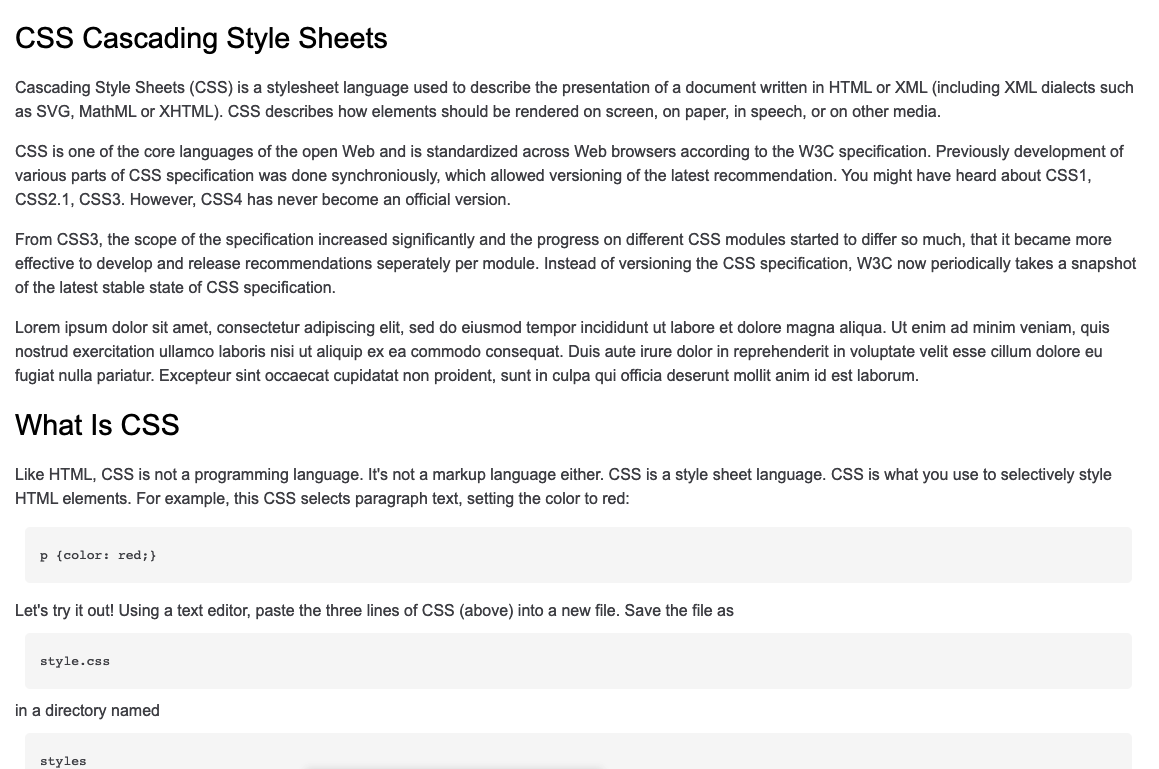 CSS Cascading Style Sheets
Cascading Style Sheets (CSS) is a stylesheet language used to describe the presentation of a document written in HTML or XML (including XML dialects such
as SVG, MathML or XHTML). CSS describes how elements should be rendered on screen, on paper, in speech, or on other media.
CSS is one of the core languages of the open Web and is standardized across Web browsers according to the W3C specification. Previously development of
various parts of CSS specification was done synchroniously, which allowed versioning of the latest recommendation. You might have heard about CSS1,
CSS2.1, CSS3. However, CSS4 has never become an official version.
From CSS3, the scope of the specification increased significantly and the progress on different CSS modules started to differ so much, that it became more
effective to develop and release recommendations seperately per module. Instead of versioning the CSS specification, W3C now periodically takes a snapshot
of the latest stable state of CSS specification.
Lorem ipsum dolor sit amet, consectetur adipiscing elit, sed do eiusmod tempor incididunt ut labore et dolore magna aliqua. Ut enim ad minim veniam, quis
nostrud exercitation ullamco laboris nisi ut aliquip ex ea commodo consequat. Duis aute irure dolor in reprehenderit in voluptate velit esse cillum dolore eu
fugiat nulla pariatur. Excepteur sint occaecat cupidatat non proident, sunt in culpa qui officia deserunt mollit anim id est laborum.
What Is CSS
Like HTML, CSS is not a programming language. It's not a markup language either. CSS is a style sheet language. CSS is what you use to selectively style
HTML elements. For example, this CSS selects paragraph text, setting the color to red:
p {color: red;}
Let's try it out! Using a text editor, paste the three lines of CSS (above) into a new file. Save the file as
style.css
in a directory named
styles